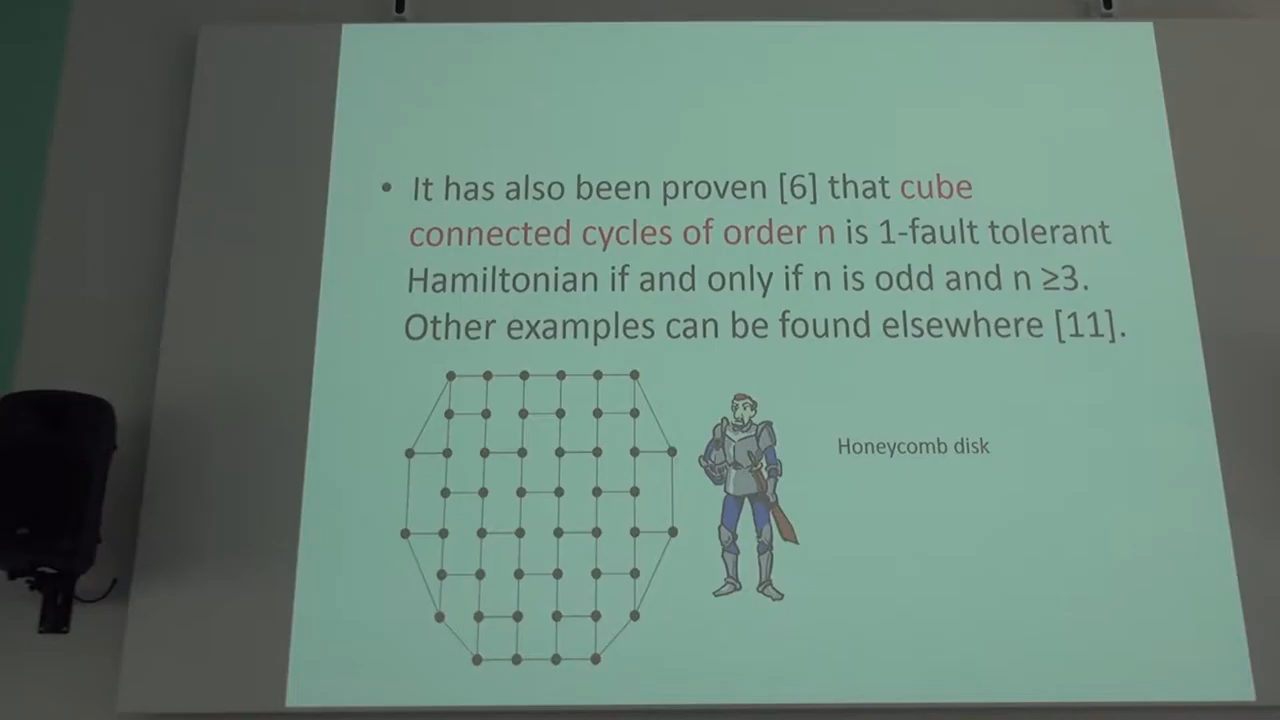 • It has also been proven [6] that cube
connected cycles of order n is 1-fault tolerant
Hamiltonian if and only if n is odd and n ≥3.
Other examples can be found elsewhere [11].
Honeycomb disk